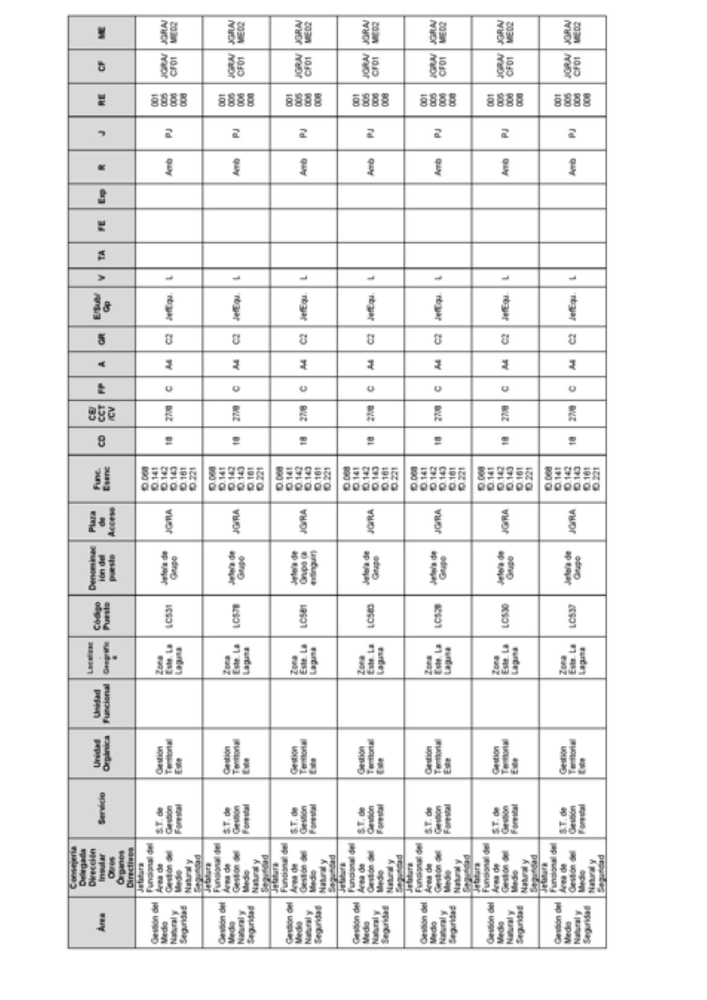 Área
Consejería
Delegada
Dirección
Insular
Otros
Órganos
Directivos
Servicio
Unidad
Orgánica
Unidad
Funcional
Localizac
.
Geográfic
a
Código
Puesto
Denominac
ión del
puesto
Plaza
de
Acceso
Func.
Esenc
CD
CE/
CCT
/CV
FP
A
GR
E/Sub/
Gp
V
TA
FE
Exp
R
J
RE
CF
ME
Gestión del
Medio
Natural y
Seguridad
Jefatura
Funcional del
Área de
Gestión del
Medio
Natural y
Seguridad
S.T. de
Gestión
Forestal
Gestión
Territorial
Este
Zona
Este. La
Laguna
LC531
Jefe/a de
Grupo
JG/RA
fD.068
fD.141
fD.142
fD.143
fD.161
fD.221
18
27/8
C
A4
C2
JefEqu.
L
Amb
PJ
001
005
006
008
JGRA/
CF01
JGRA/
ME02
Gestión del
Medio
Natural y
Seguridad
Jefatura
Funcional del
Área de
Gestión del
Medio
Natural y
Seguridad
S.T. de
Gestión
Forestal
Gestión
Territorial
Este
Zona
Este. La
Laguna
LC578
Jefe/a de
Grupo
JG/RA
fD.068
fD.141
fD.142
fD.143
fD.161
fD.221
18
27/8
C
A4
C2
JefEqu.
L
Amb
PJ
001
005
006
008
JGRA/
CF01
JGRA/
ME02
Gestión del
Medio
Natural y
Seguridad
Jefatura
Funcional del
Área de
Gestión del
Medio
Natural y
Seguridad
S.T. de
Gestión
Forestal
Gestión
Territorial
Este
Zona
Este. La
Laguna
LC581
Jefe/a de
Grupo (a
extinguir)
JG/RA
fD.068
fD.141
fD.142
fD.143
fD.161
fD.221
18
27/8
C
A4
C2
JefEqu.
L
Amb
PJ
001
005
006
008
JGRA/
CF01
JGRA/
ME02
Gestión del
Medio
Natural y
Seguridad
Jefatura
Funcional del
Área de
Gestión del
Medio
Natural y
Seguridad
S.T. de
Gestión
Forestal
Gestión
Territorial
Este
Zona
Este. La
Laguna
LC583
Jefe/a de
Grupo
JG/RA
fD.068
fD.141
fD.142
fD.143
fD.161
fD.221
18
27/8
C
A4
C2
JefEqu.
L
Amb
PJ
001
005
006
008
JGRA/
CF01
JGRA/
ME02
Gestión del
Medio
Natural y
Seguridad
Jefatura
Funcional del
Área de
Gestión del
Medio
Natural y
Seguridad
S.T. de
Gestión
Forestal
Gestión
Territorial
Este
Zona
Este. La
Laguna
LC528
Jefe/a de
Grupo
JG/RA
fD.068
fD.141
fD.142
fD.143
fD.161
fD.221
18
27/8
C
A4
C2
JefEqu.
L
Amb
PJ
001
005
006
008
JGRA/
CF01
JGRA/
ME02
Gestión del
Medio
Natural y
Seguridad
Jefatura
Funcional del
Área de
Gestión del
Medio
Natural y
Seguridad
S.T. de
Gestión
Forestal
Gestión
Territorial
Este
Zona
Este. La
Laguna
LC530
Jefe/a de
Grupo
JG/RA
fD.068
fD.141
fD.142
fD.143
fD.161
fD.221
18
27/8
C
A4
C2
JefEqu.
L
Amb
PJ
001
005
006
008
JGRA/
CF01
JGRA/
ME02
Gestión del
Medio
Natural y
Seguridad
Jefatura
Funcional del
Área de
Gestión del
Medio
Natural y
Seguridad
S.T. de
Gestión
Forestal
Gestión
Territorial
Este
Zona
Este. La
Laguna
LC537
Jefe/a de
Grupo
JG/RA
fD.068
fD.141
fD.142
fD.143
fD.161
fD.221
18
27/8
C
A4
C2
JefEqu.
L
Amb
PJ
001
005
006
008
JGRA/
CF01
JGRA/
ME02